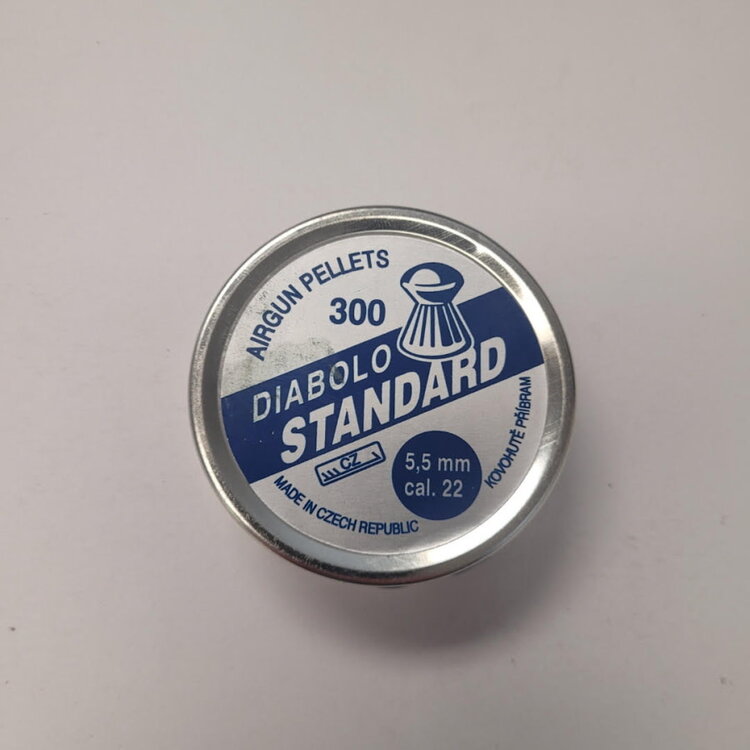 AIRGUN PELLETS
300
DIABOLO
STANDARD
CZ
5,5 mm
cal. 22
MADE IN CZECH REPUBLIC
KOVOHUTĚ PŘÍBRAM